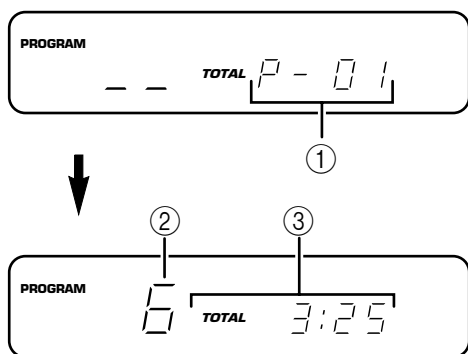 PROGRAM
_ _ TOTAL P - 01
①
② ③
PROGRAM
6 TOTAL 3:25